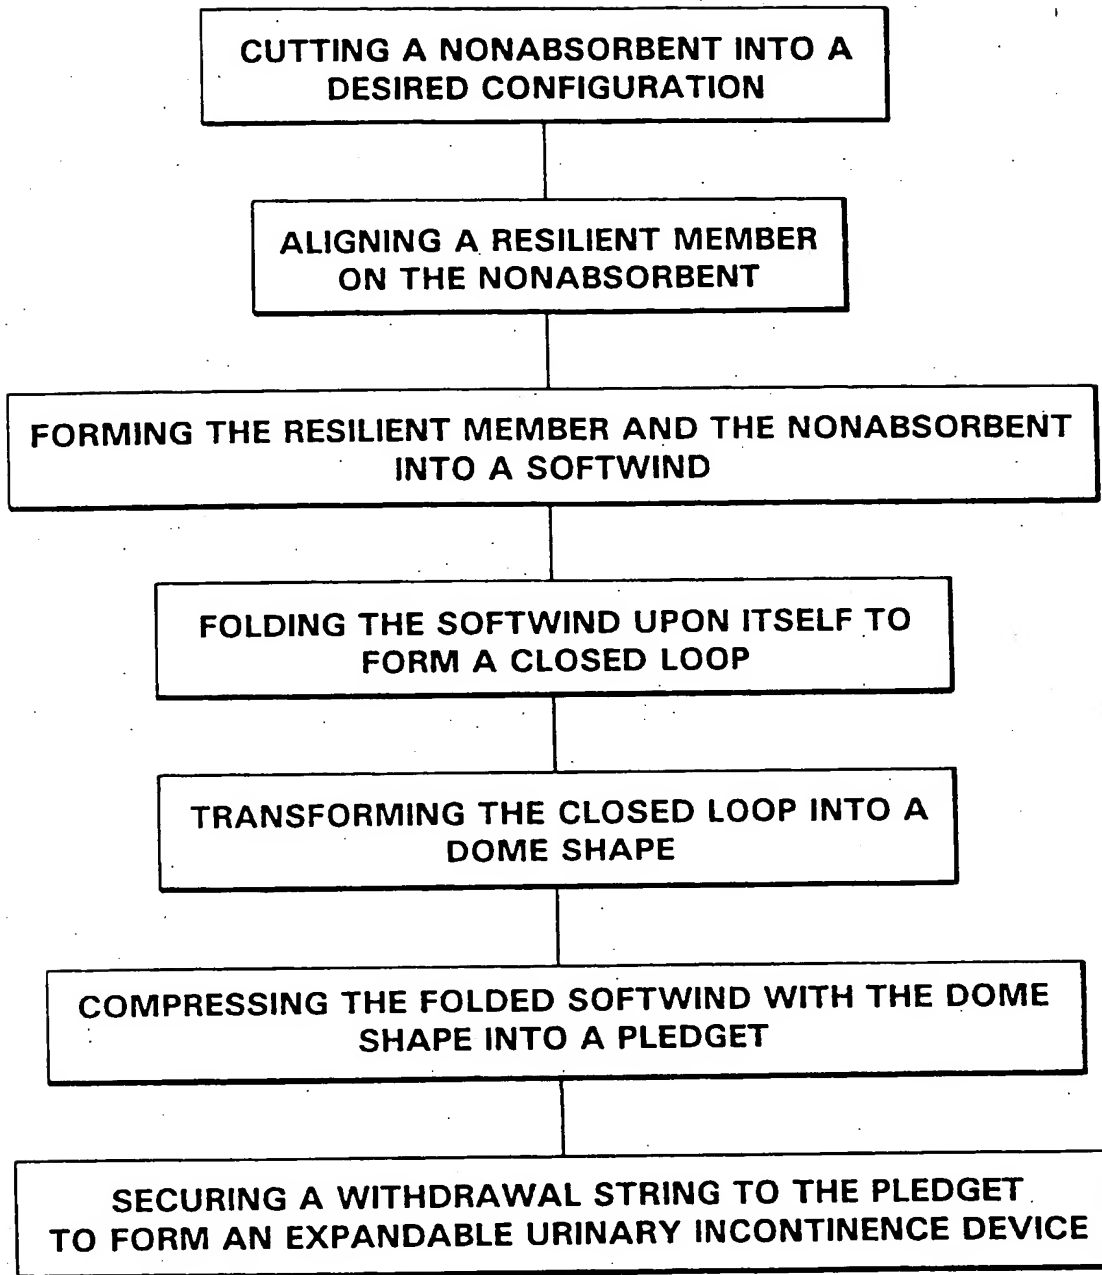 CUTTING A NONABSORBENT INTO A
DESIRED CONFIGURATION
ALIGNING A RESILIENT MEMBER
ON THE NONABSORBENT
FORMING THE RESILIENT MEMBER AND THE NONABSORBENT
INTO A SOFTWIND
FOLDING THE SOFTWIND UPON ITSELF TO
FORM A CLOSED LOOP
TRANSFORMING THE CLOSED LOOP INTO A
DOME SHAPE
COMPRESSING THE FOLDED SOFTWIND WITH THE DOME
SHAPE INTO A PLEDGET
SECURING A WITHDRAWAL STRING TO THE PLEDGET
TO FORM AN EXPANDABLE URINARY INCONTINENCE DEVICE